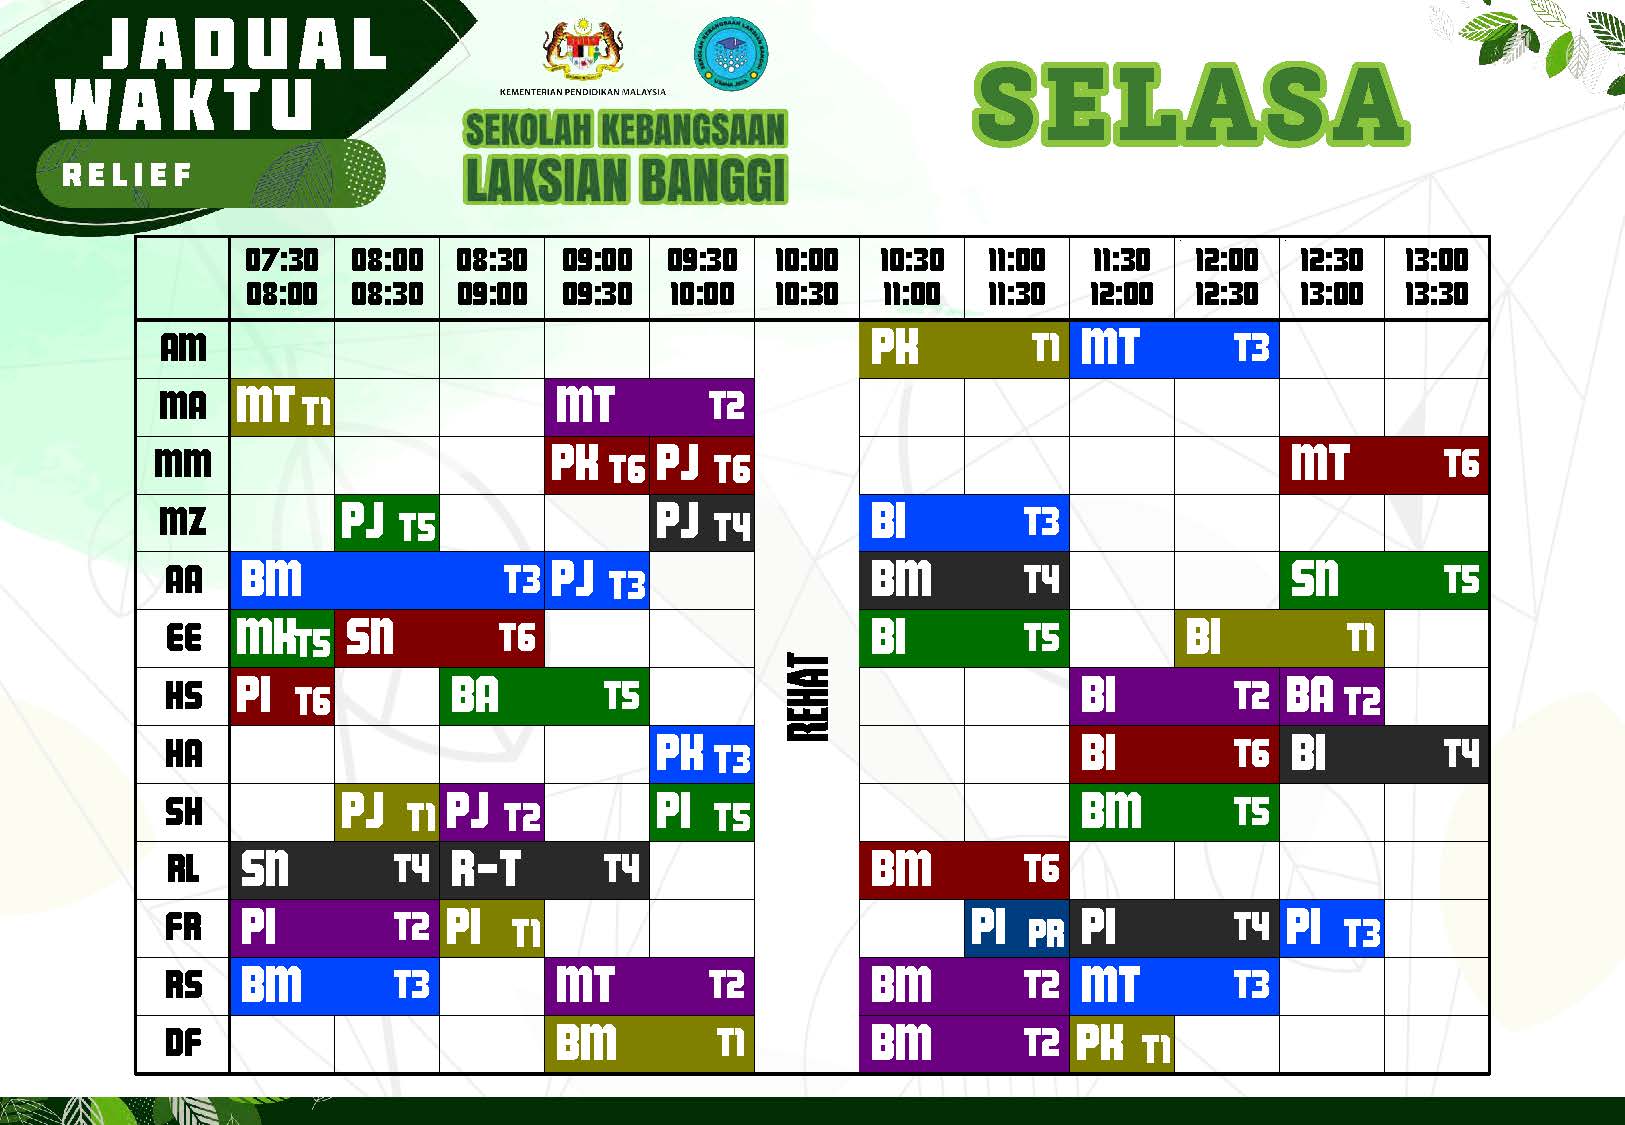 JADUAL
WAKTU
RELIEF
KEMENTERIAN PENDIDIKAN MALAYSIA
SEKOLAH KEBANGSAAN
LAKSIAN BANGGI
SELASA
07:30 08:00 08:30 09:00 09:30 10:00 10:30 11:00 11:30 12:00 12:30 13:00
08:00 08:30 09:00 09:30 10:00 10:30 11:00 11:30 12:00 12:30 13:00 13:30
AM PK T1 MT T3
MA MT T1 MT T2
MM PK T6 PJ T6 MT T6
MZ PJ T5 PJ T4 BI T3
AA BM T3 PJ T3 BM T4 SN T5
EE MK T5 SN T6 BI T5 BI T1
HS PI T6 BA T5 BI T2 BA T2
REHAT
HA PK T3 BI T6 BI T4
SH PJ T1 PJ T2 PI T5 BM T5
RL SN T4 R-T T4 BM T6
FR PI T2 PI T1 PI PR PI T4 PI T3
RS BM T3 MT T2 BM T2 MT T3
DF BM T1 BM T2 PK T1